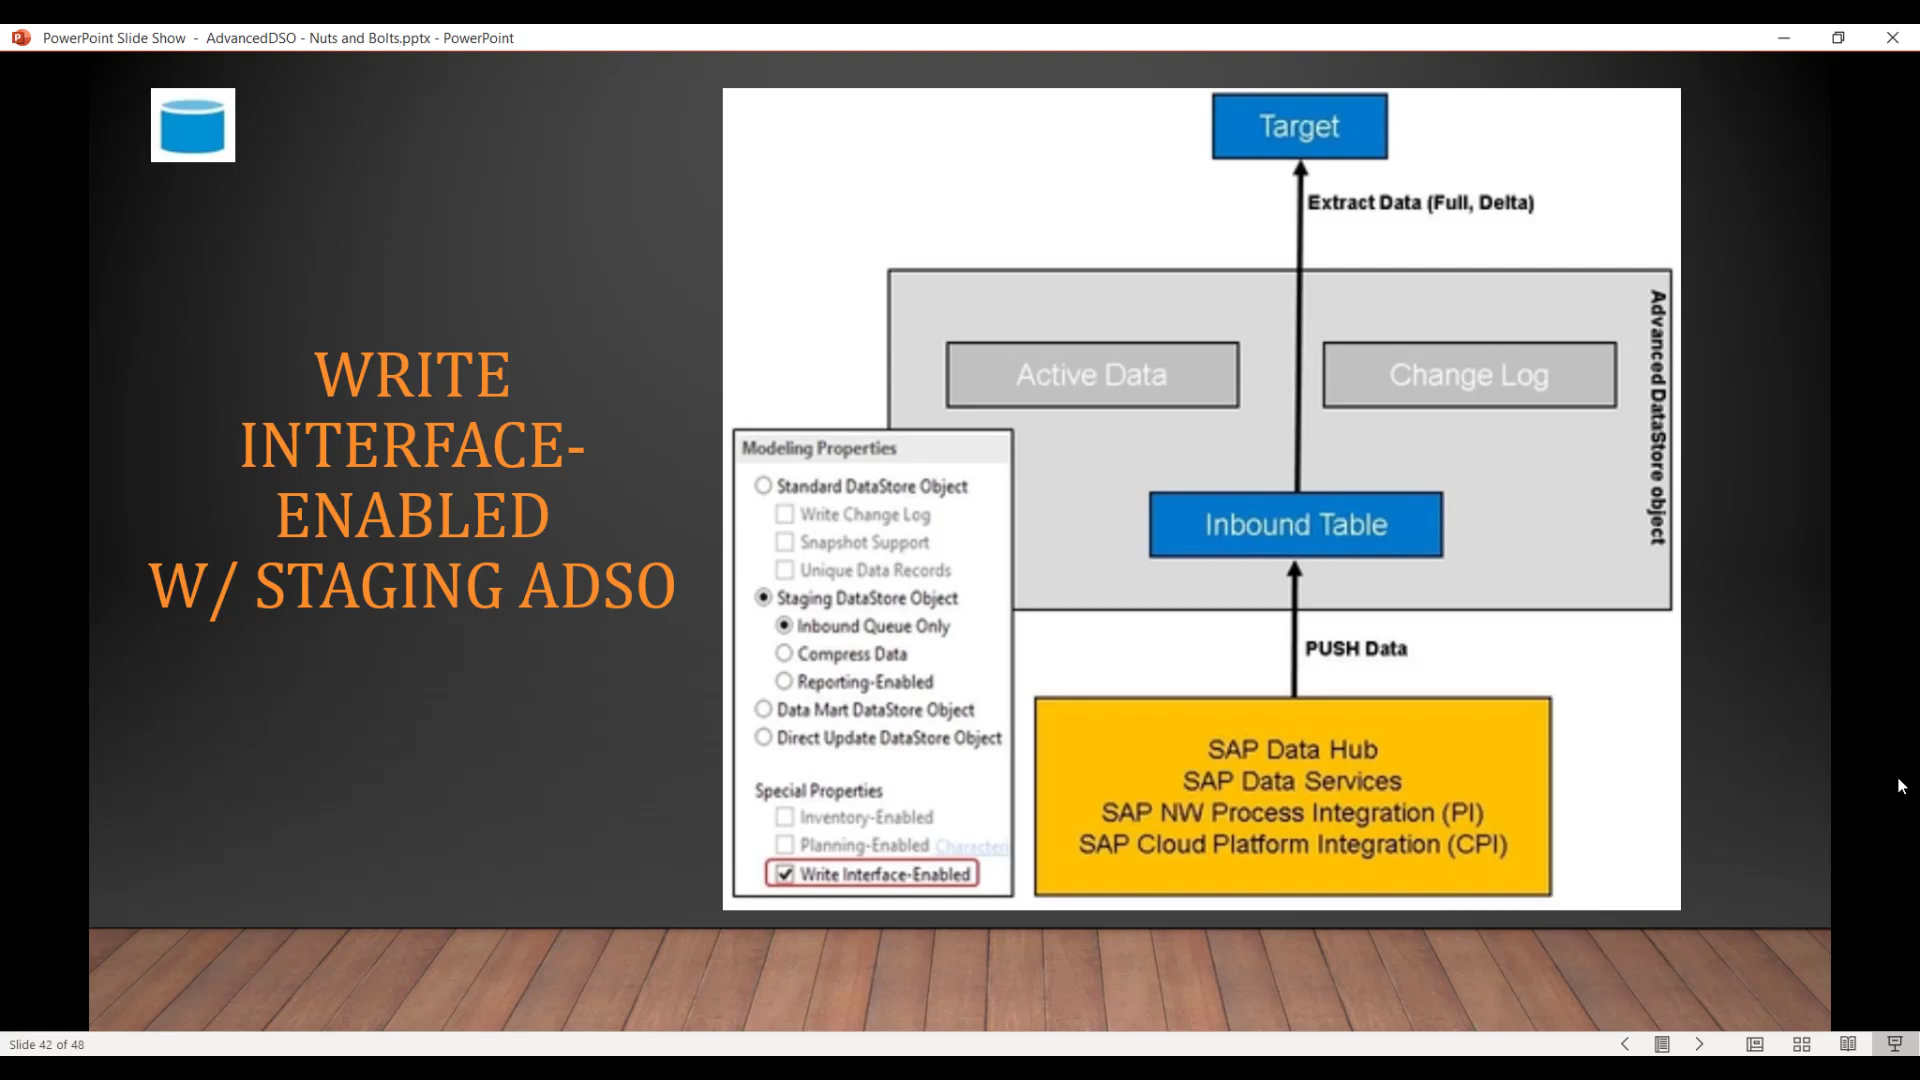 PowerPoint Slide Show - AdvancedDSO - Nuts and Bolts.pptx - PowerPoint
WRITE
INTERFACE-
ENABLED
W/ STAGING ADSO
Target
Extract Data (Full, Delta)
Active Data
Change Log
Advanced DataStore object
Inbound Table
PUSH Data
SAP Data Hub
SAP Data Services
SAP NW Process Integration (PI)
SAP Cloud Platform Integration (CPI)
Modeling Properties
Standard DataStore Object
Write Change Log
Snapshot Support
Unique Data Records
Staging DataStore Object
Inbound Queue Only
Compress Data
Reporting-Enabled
Data Mart DataStore Object
Direct Update DataStore Object
Special Properties
Inventory-Enabled
Planning-Enabled Characteri
Write Interface-Enabled
Slide 42 of 48